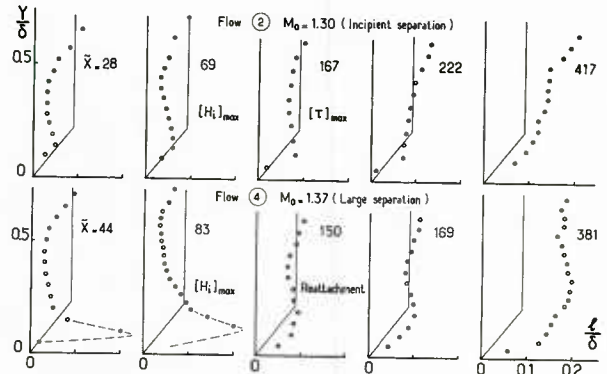 Y/δ
Flow ② M₀ = 1.30 ( Incipient separation)
0.5
X̃ = 28
69
167
222
417
[Hi]max
[τ]max
0
Flow ④ M₀ = 1.37 ( Large separation)
X̃ = 44
83
150
169
381
0.5
[Hi]max
Reattachment
ℓ/δ
0
0 0 0 0 0 0.1 0.2